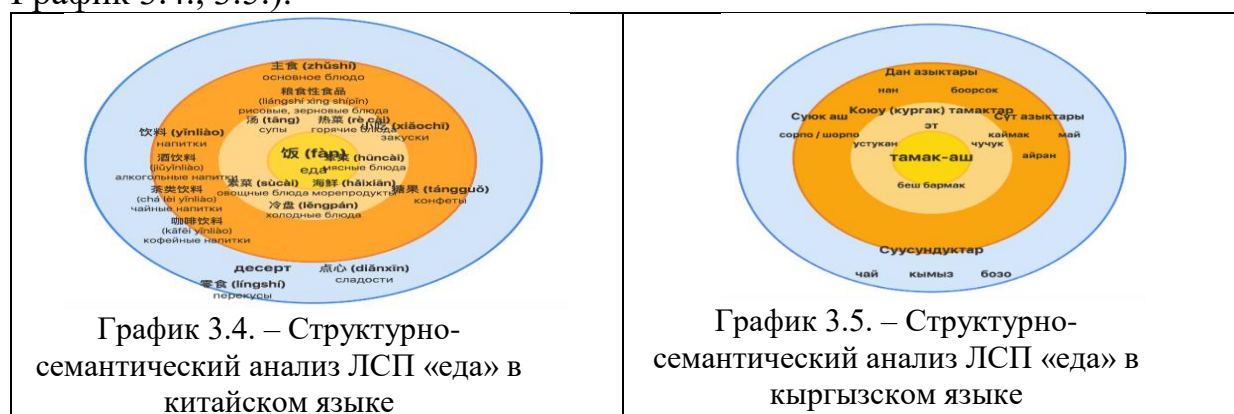 График 3.4., 3.5.).
主食 (zhǔshí)
основное блюдо
粮食性食品
(liángshí xìng shípǐn)
рисовые, зерновые блюда
汤 (tāng)
супы
热菜 (rè cài)
горячие блюда
(xiǎochī)
закуски
饮料 (yǐnliào)
напитки
酒饮料
(jiǔyǐnliào)
алкогольные напитки
茶类饮料
(chá lèi yǐnliào)
чайные напитки
咖啡饮料
(kāfēi yǐnliào)
кофейные напитки
饭 (fàn)
еда
荤菜 (hūncài)
мясные блюда
素菜 (sùcài)
овощные блюда
海鲜 (hǎixiān)
морепродукты
糖果 (tángguǒ)
конфеты
冷盘 (lěngpán)
холодные блюда
десерт
点心 (diǎnxīn)
сладости
零食 (língshí)
перекусы
График 3.4. – Структурно-
семантический анализ ЛСП «еда» в
китайском языке
Дан азыктары
нан боорсок
Суюк аш
сорпо / шорпо
Коюу (кургак) тамактар
эт
устукан чучук
Сүт азыктары
каймак май
айран
тамак-аш
беш бармак
Суусундуктар
чай кымыз бозо
График 3.5. – Структурно-
семантический анализ ЛСП «еда» в
кыргызском языке